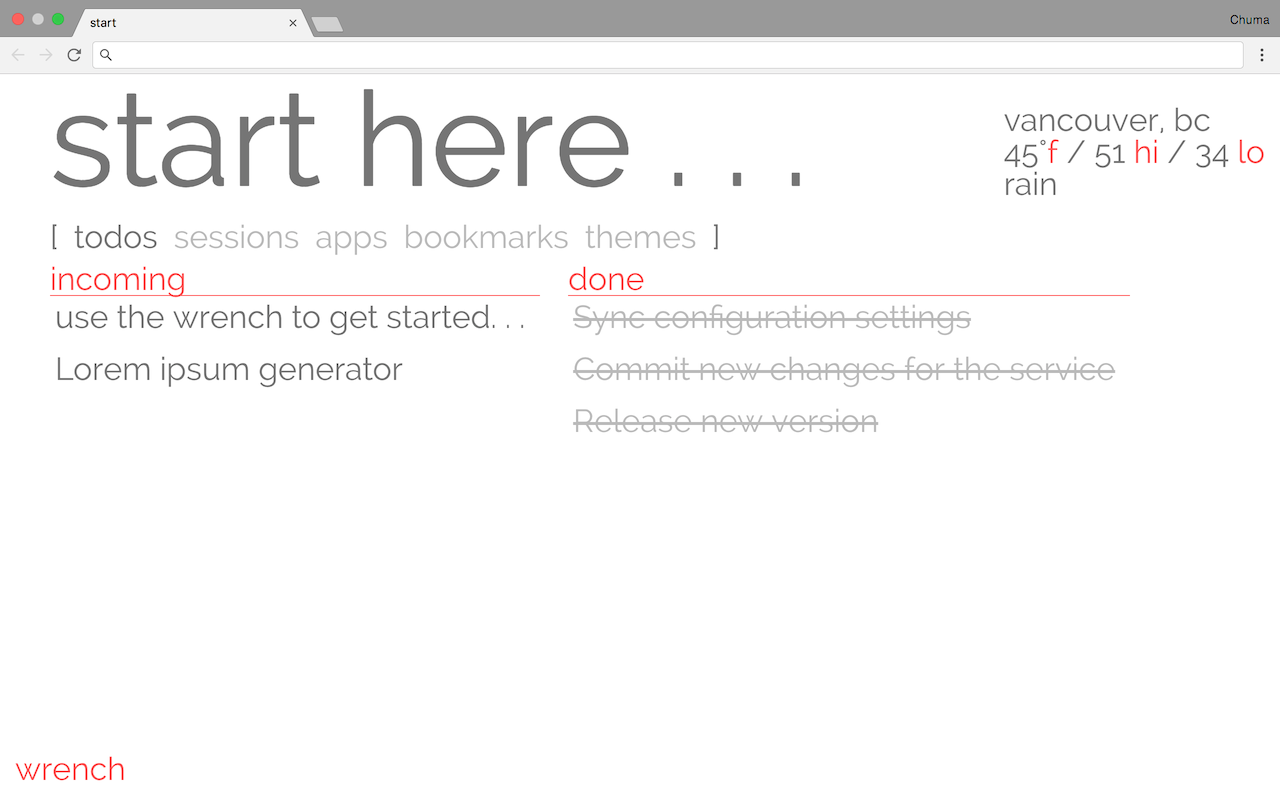 start
Chuma
start here . . .
vancouver, bc
45°f / 51 hi / 34 lo
rain
[ todos sessions apps bookmarks themes ]
incoming
use the wrench to get started. . .
Lorem ipsum generator
done
Sync configuration settings
Commit new changes for the service
Release new version
wrench